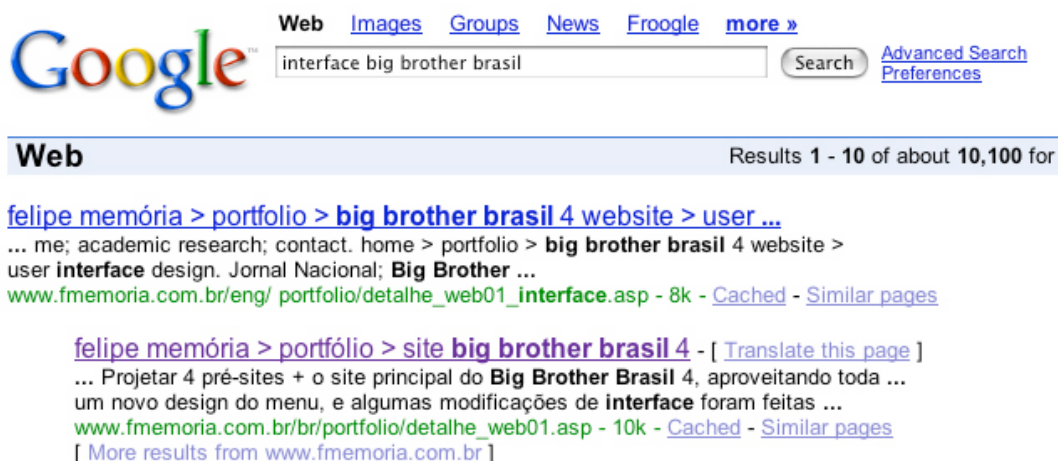 Google™
Web Images Groups News Froogle more »
interface big brother brasil Search Advanced Search
Preferences
Web Results 1 - 10 of about 10,100 for
felipe memória > portfolio > big brother brasil 4 website > user ...
... me; academic research; contact. home > portfolio > big brother brasil 4 website >
user interface design. Jornal Nacional; Big Brother ...
www.fmemoria.com.br/eng/ portfolio/detalhe_web01_interface.asp - 8k - Cached - Similar pages
felipe memória > portfólio > site big brother brasil 4 - [ Translate this page ]
... Projetar 4 pré-sites + o site principal do Big Brother Brasil 4, aproveitando toda ...
um novo design do menu, e algumas modificações de interface foram feitas ...
www.fmemoria.com.br/br/portfolio/detalhe_web01.asp - 10k - Cached - Similar pages
[ More results from www.fmemoria.com.br ]